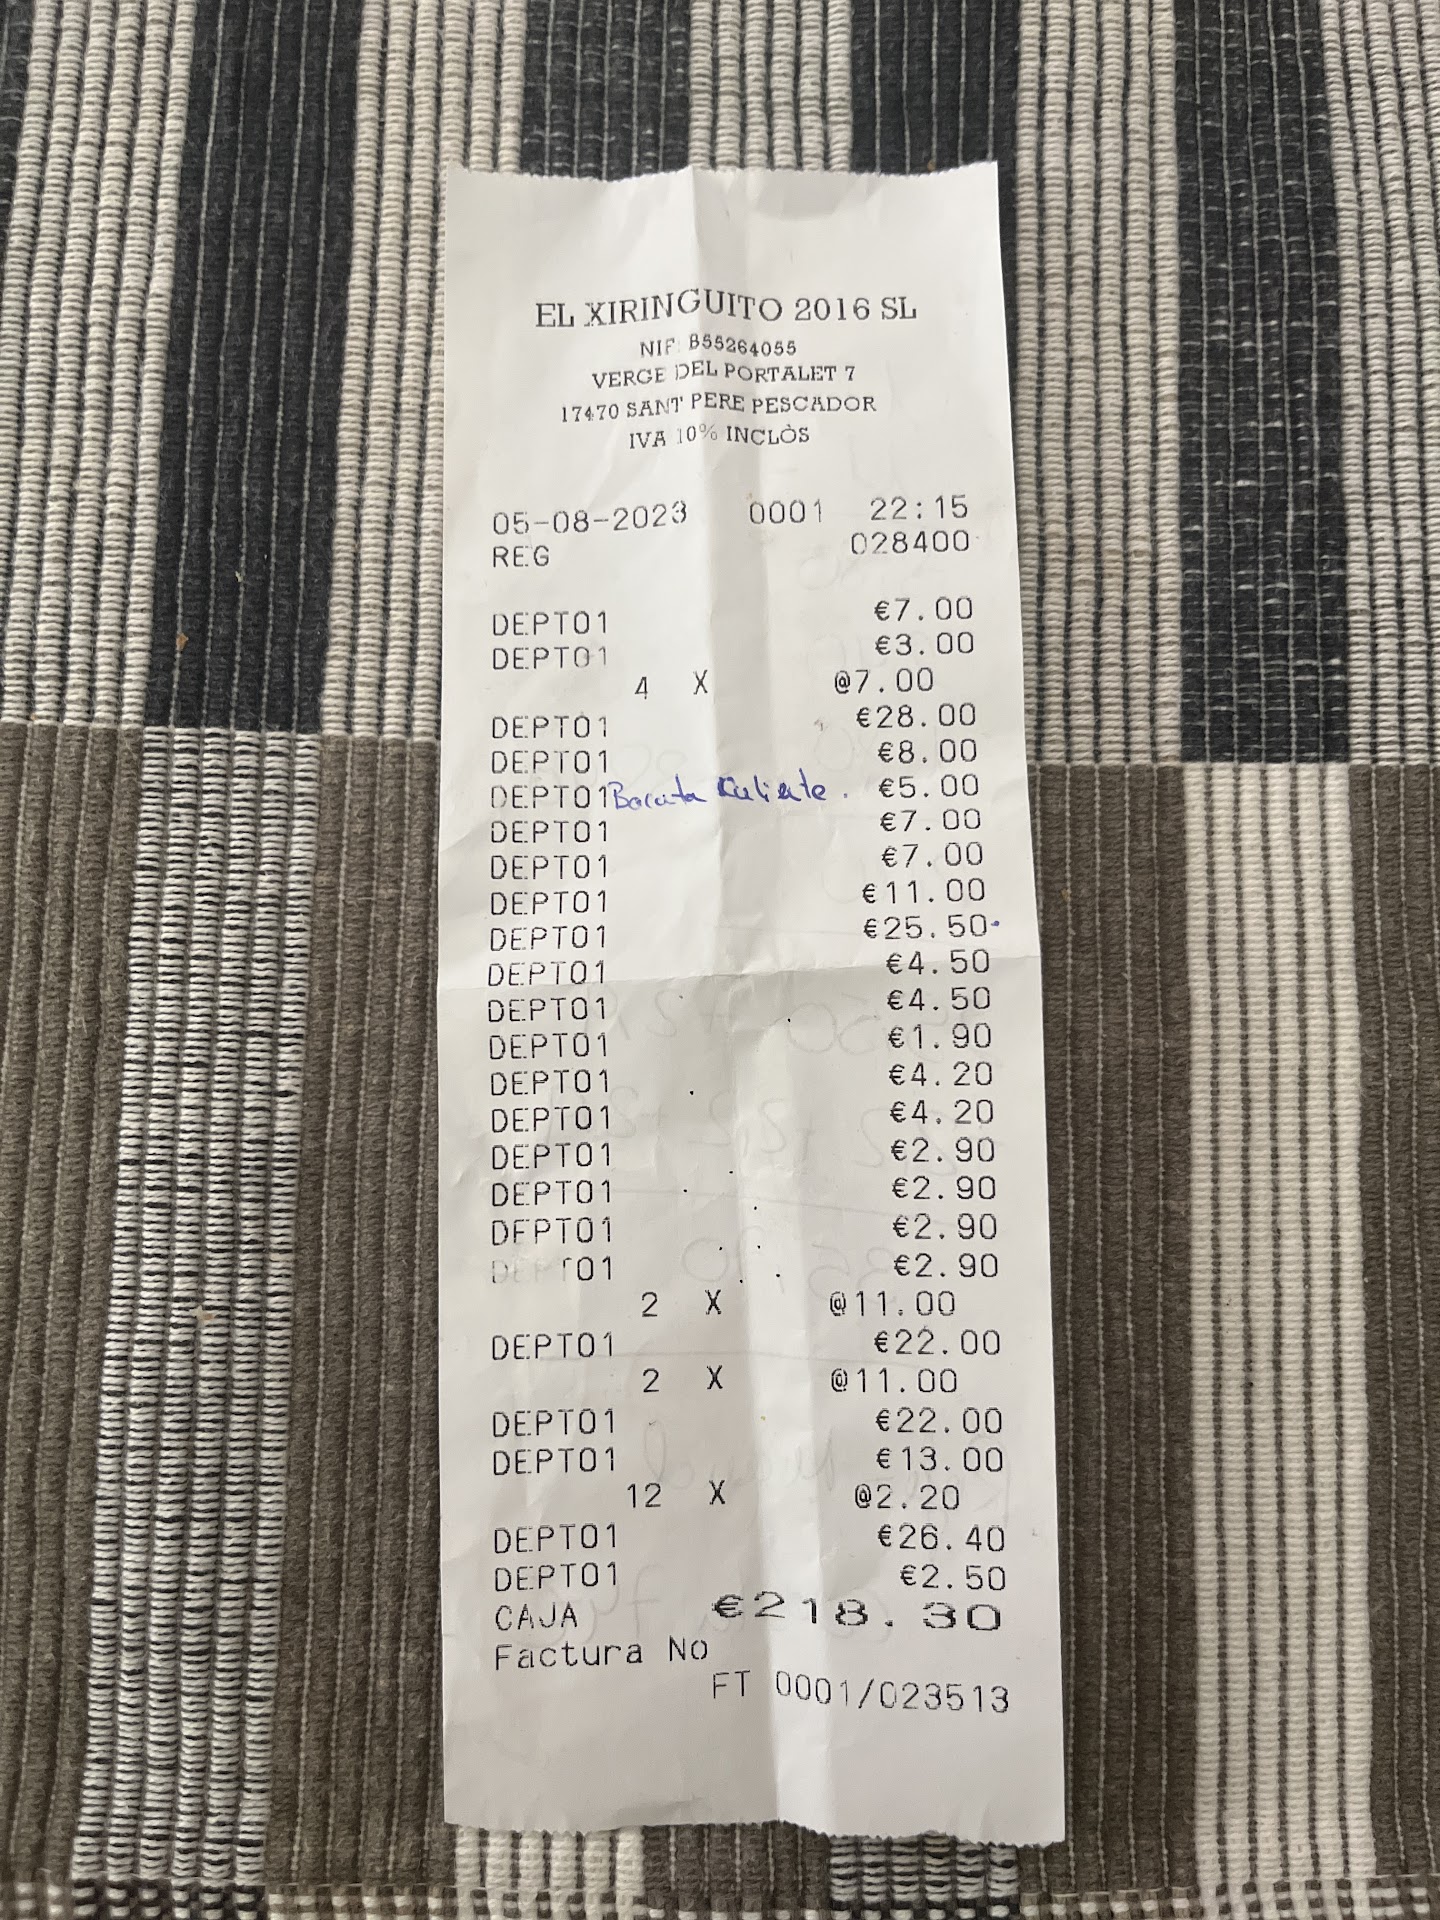 EL XIRINGUITO 2016 SL
NIF: B55264055
VERGE DEL PORTALET 7
17470 SANT PERE PESCADOR
IVA 10% INCLÒS
05-08-2023 0001 22:15
REG 028400
DEPT01 €7.00
DEPT01 €3.00
4 X @7.00
DEPT01 €28.00
DEPT01 €8.00
DEPT01 €5.00
DEPT01 €7.00
DEPT01 €7.00
DEPT01 €11.00
DEPT01 €25.50
DEPT01 €4.50
DEPT01 €4.50
DEPT01 €1.90
DEPT01 €4.20
DEPT01 €4.20
DEPT01 €2.90
DEPT01 €2.90
DEPT01 €2.90
DEPT01 €2.90
2 X @11.00
DEPT01 €22.00
2 X @11.00
DEPT01 €22.00
DEPT01 €13.00
12 X @2.20
DEPT01 €26.40
DEPT01 €2.50
CAJA €218.30
Factura No
FT 0001/023513